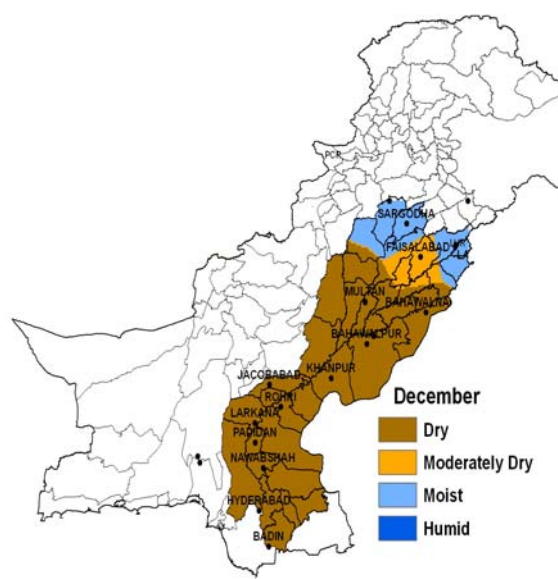 PCR
SARGODHA
FAISALABAD
MULTAN
BAHAWALNA
BAHAWALPUR
KHANPUR
JACOBABAD
ROHRI
LARKANA
PADIDAN
NAWABSHAH
HYDERABAD
BADIN
December
Dry
Moderately Dry
Moist
Humid